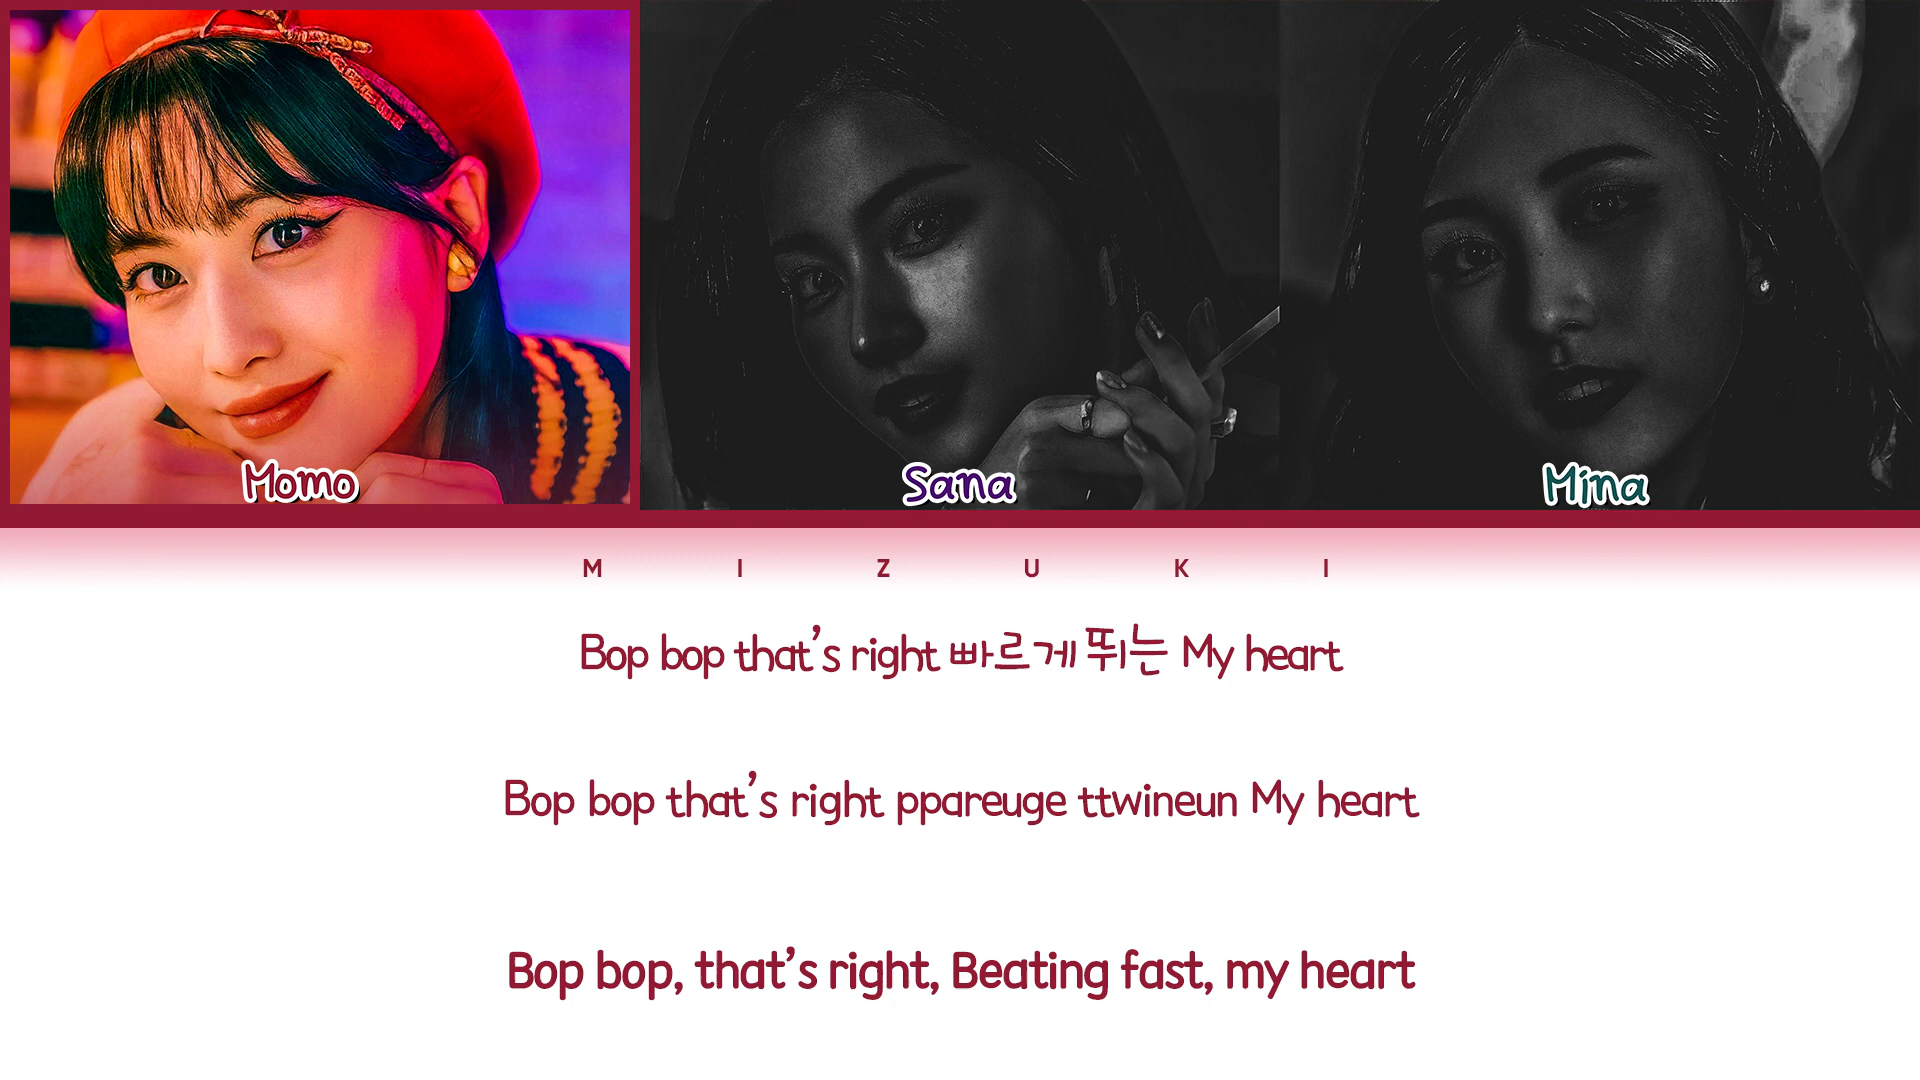 Momo
Sana
Mina
MIZUKI
Bop bop that’s right 빠르게 뛰는 My heart
Bop bop that’s right ppareuge ttwineun My heart
Bop bop, that’s right, Beating fast, my heart